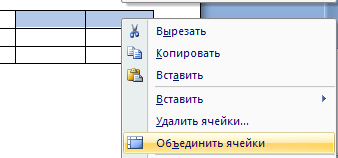 Вырезать
Копировать
Вставить
Вставить
Удалить ячейки...
Объединить ячейки